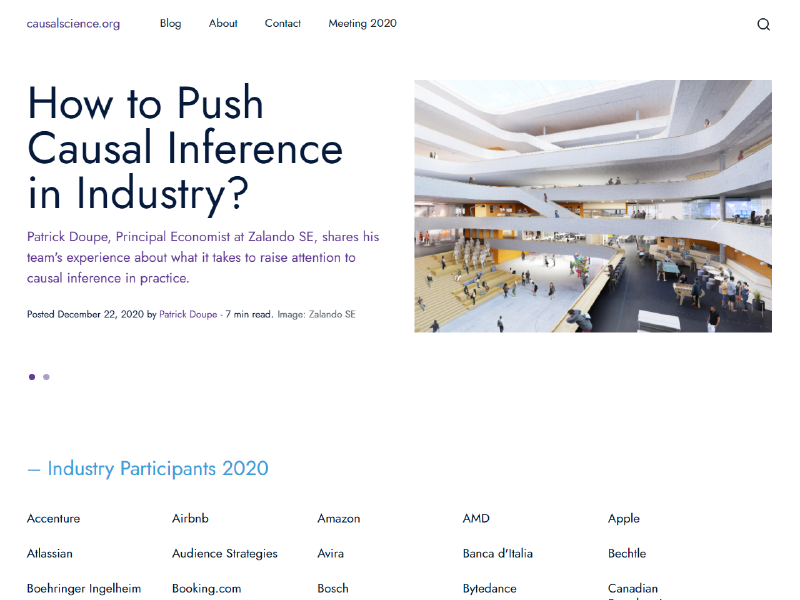 causalscience.org Blog About Contact Meeting 2020
How to Push
Causal Inference
in Industry?
Patrick Doupe, Principal Economist at Zalando SE, shares his
team's experience about what it takes to raise attention to
causal inference in practice.
Posted December 22, 2020 by Patrick Doupe · 7 min read. Image: Zalando SE
— Industry Participants 2020
Accenture Airbnb Amazon AMD Apple
Atlassian Audience Strategies Avira Banca d'Italia Bechtle
Boehringer Ingelheim Booking.com Bosch Bytedance Canadian